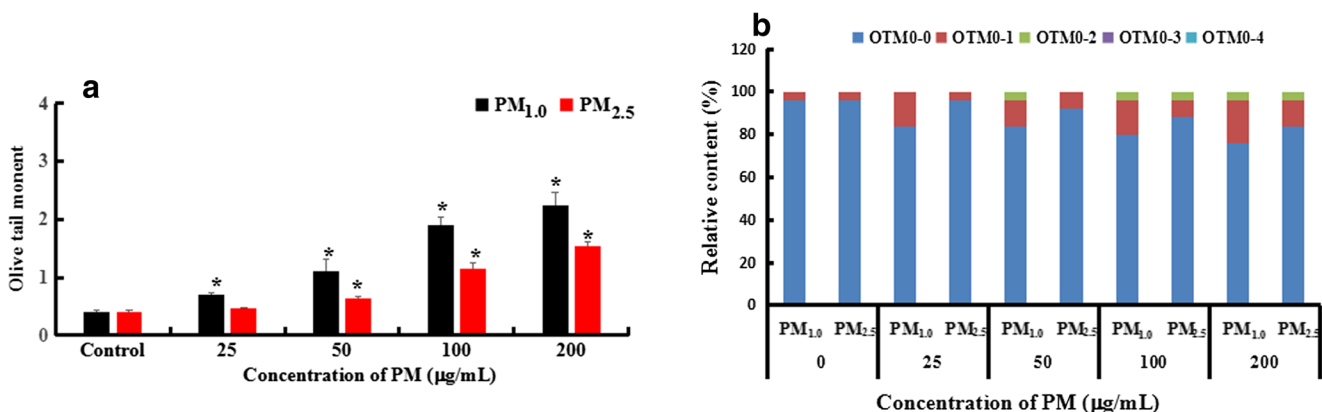 a
PM1.0 PM2.5
Olive tail monent
4
3
2
1
0
* * * * * * *
Control 25 50 100 200
Concentration of PM (µg/mL)
b
OTM0-0 OTM0-1 OTM0-2 OTM0-3 OTM0-4
Relative content (%)
120
100
80
60
40
20
0
PM1.0 PM2.5 PM1.0 PM2.5 PM1.0 PM2.5 PM1.0 PM2.5 PM1.0 PM2.5
0 25 50 100 200
Concentration of PM (µg/mL)